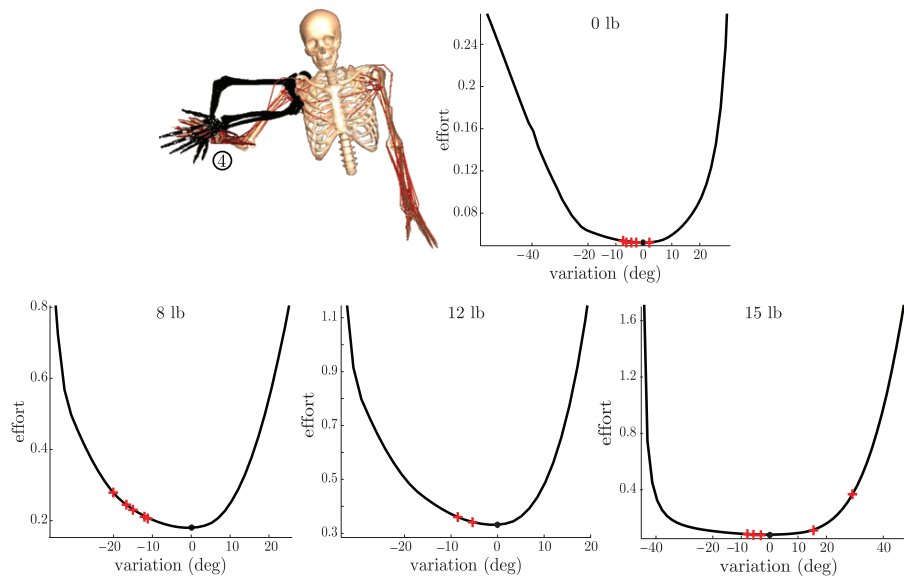 4
0 lb
effort
0.24
0.16
0.08
−40 −20 −10 0 10 20
variation (deg)
8 lb
effort
0.8
0.6
0.4
0.2
−20 −10 0 10 20
variation (deg)
12 lb
effort
1.1
0.9
0.7
0.5
0.4
0.3
−20 −10 0 10 20
variation (deg)
15 lb
effort
1.6
1.2
0.8
0.4
−40 −20 0 20 40
variation (deg)